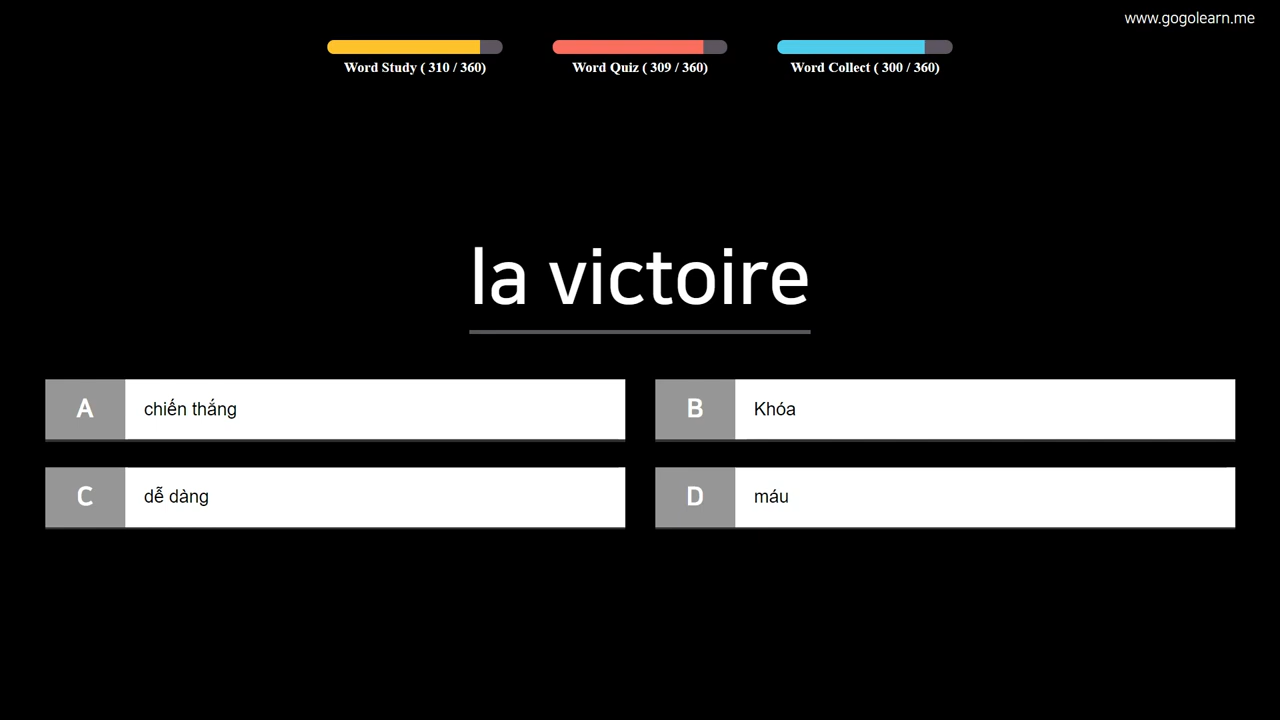 www.gogolearn.me
Word Study ( 310 / 360)
Word Quiz ( 309 / 360)
Word Collect ( 300 / 360)
la victoire
A chiến thắng
B Khóa
C dễ dàng
D máu